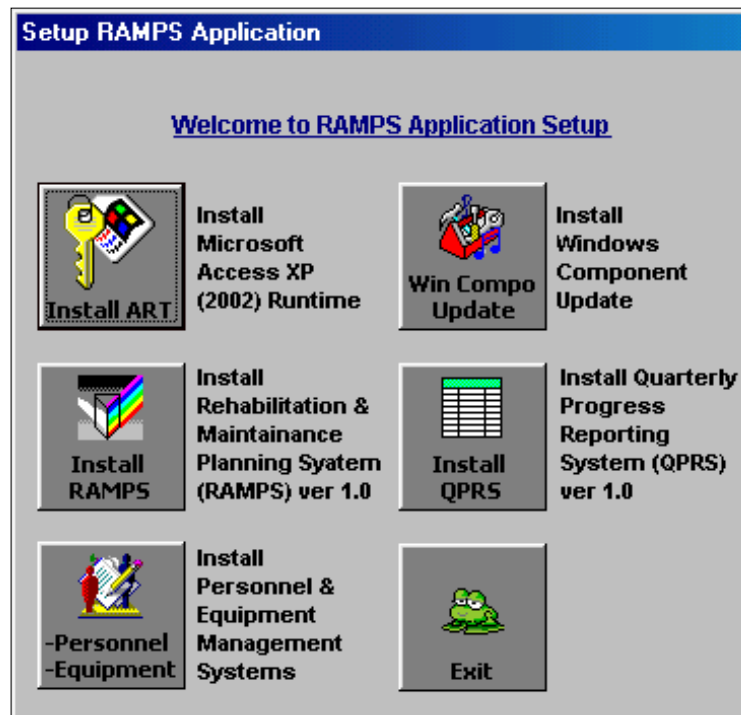 Setup RAMPS Application
Welcome to RAMPS Application Setup
Install ART
Install
Microsoft
Access XP
(2002) Runtime
Win Compo
Update
Install
Windows
Component
Update
Install
RAMPS
Install
Rehabilitation &
Maintainance
Planning Syatem
(RAMPS) ver 1.0
Install
QPRS
Install Quarterly
Progress
Reporting
System (QPRS)
ver 1.0
-Personnel
-Equipment
Install
Personnel &
Equipment
Management
Systems
Exit